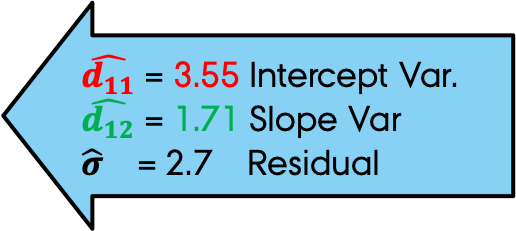 d̂₁₁ = 3.55 Intercept Var.
d̂₁₂ = 1.71 Slope Var
σ̂ = 2.7 Residual